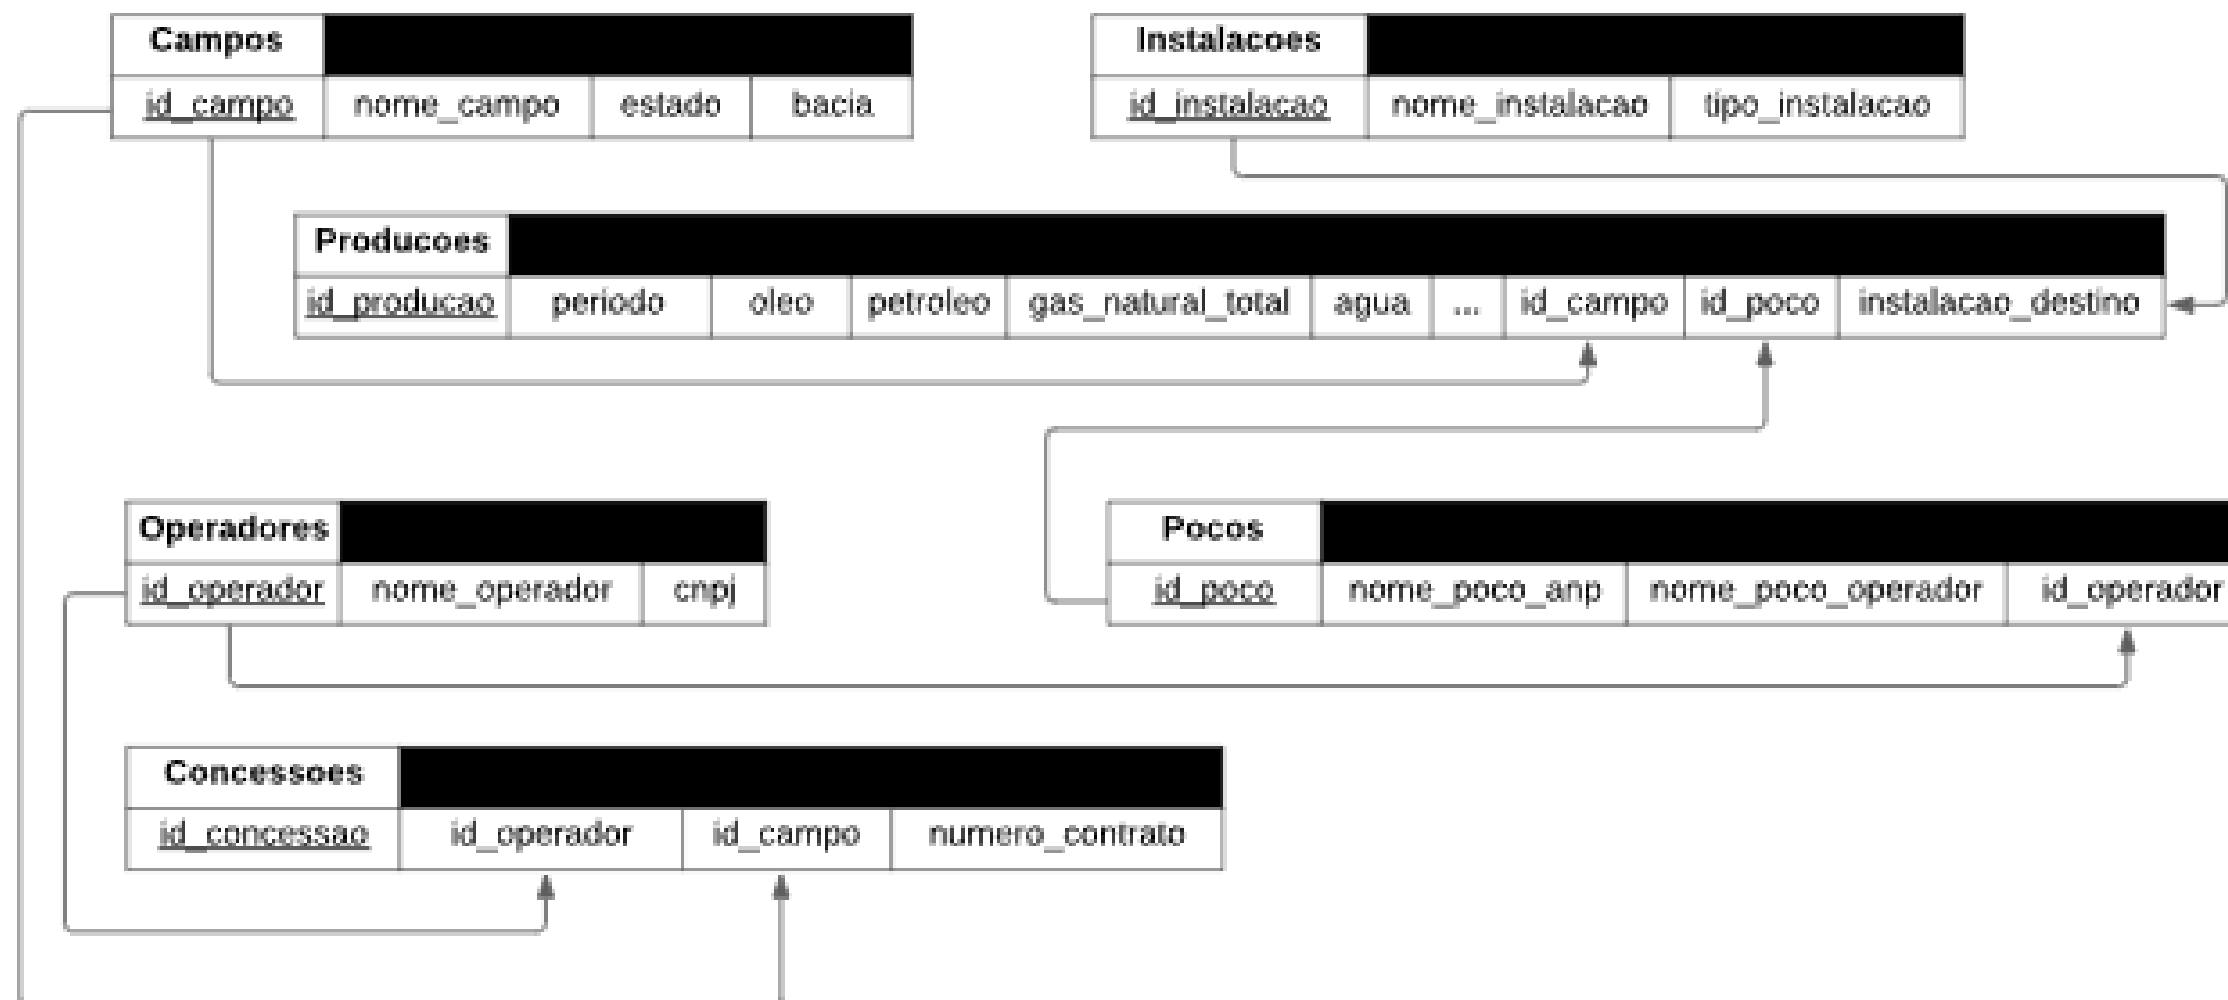 Campos
id_campo nome_campo estado bacia
Instalacoes
id_instalacao nome_instalacao tipo_instalacao
Producoes
id_producao periodo oleo petroleo gas_natural_total agua ... id_campo id_poco instalacao_destino
Operadores
id_operador nome_operador cnpj
Pocos
id_poco nome_poco_anp nome_poco_operador id_operador
Concessoes
id_concessao id_operador id_campo numero_contrato